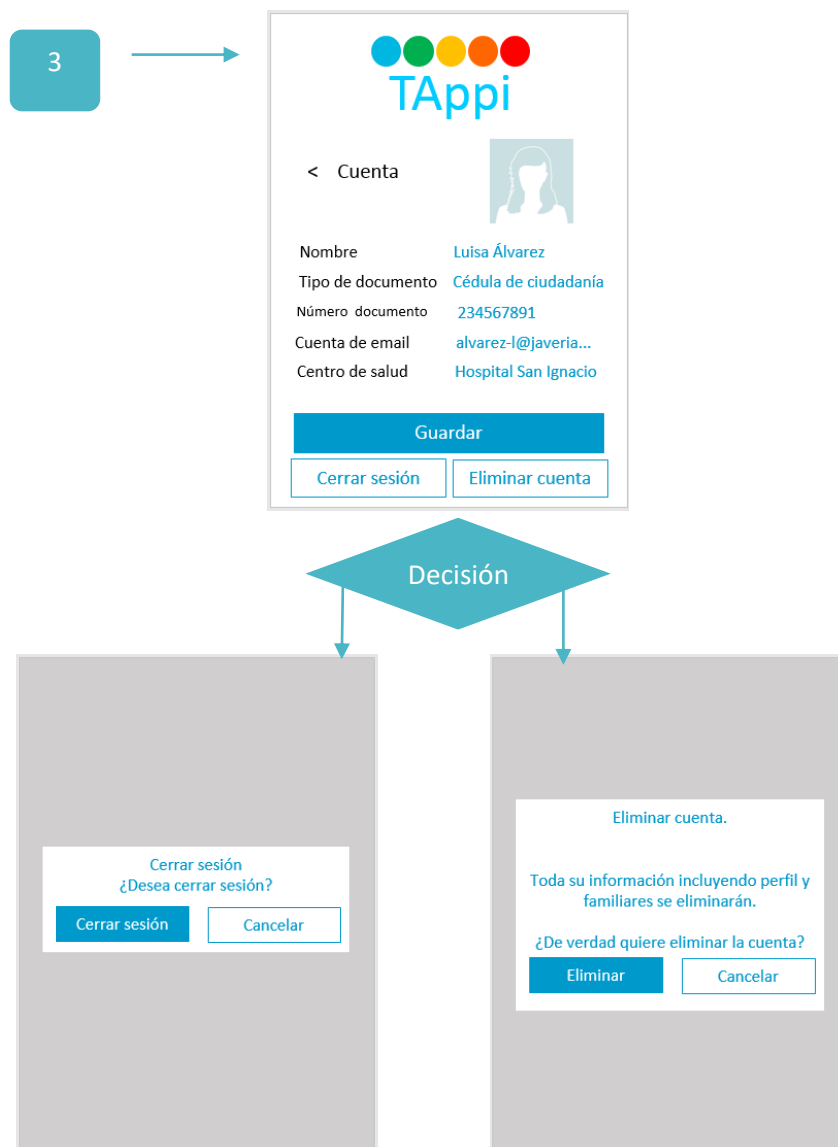 3
TAppi
< Cuenta
Nombre Luisa Álvarez
Tipo de documento Cédula de ciudadanía
Número documento 234567891
Cuenta de email alvarez-l@javeria...
Centro de salud Hospital San Ignacio
Guardar
Cerrar sesión Eliminar cuenta
Decisión
Cerrar sesión
¿Desea cerrar sesión?
Cerrar sesión Cancelar
Eliminar cuenta.
Toda su información incluyendo perfil y
familiares se eliminarán.
¿De verdad quiere eliminar la cuenta?
Eliminar Cancelar